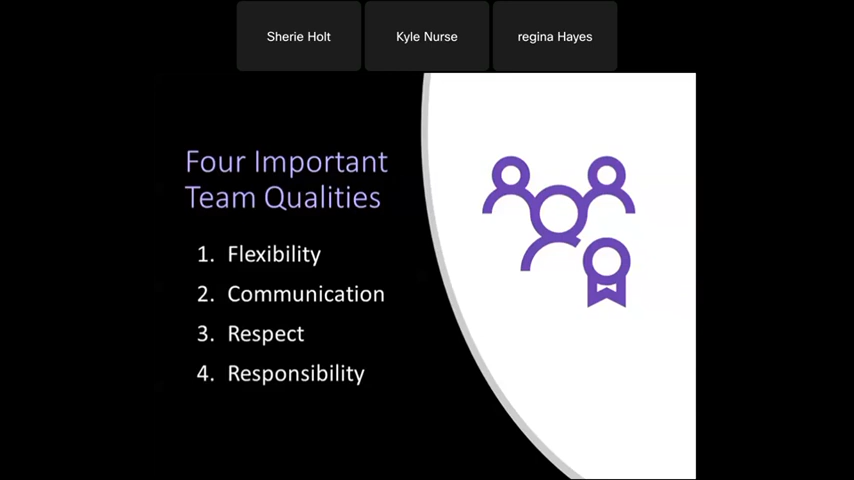 Sherie Holt
Kyle Nurse
regina Hayes
Four Important
Team Qualities
1. Flexibility
2. Communication
3. Respect
4. Responsibility